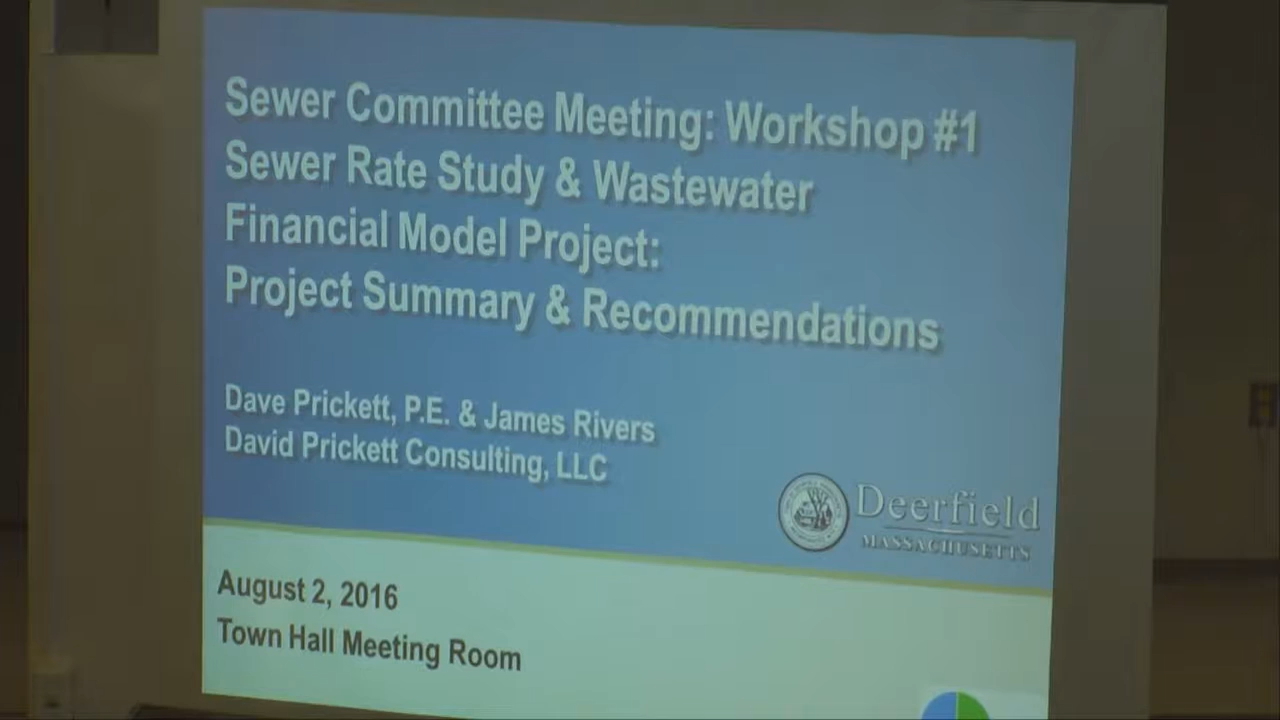 Sewer Committee Meeting: Workshop #1
Sewer Rate Study & Wastewater
Financial Model Project:
Project Summary & Recommendations
Dave Prickett, P.E. & James Rivers
David Prickett Consulting, LLC
Deerfield
MASSACHUSETTS
August 2, 2016
Town Hall Meeting Room